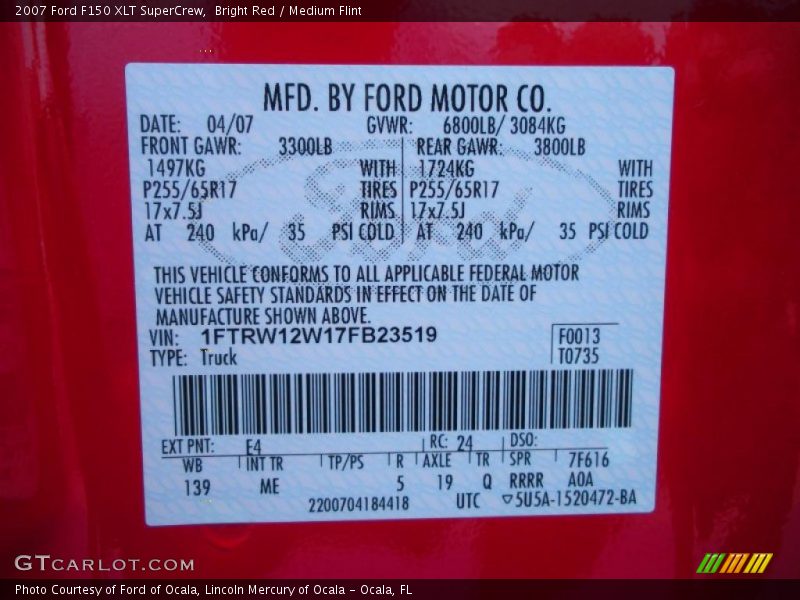 2007 Ford F150 XLT SuperCrew,  Bright Red / Medium Flint
MFD. BY FORD MOTOR CO.
DATE: 04/07 GVWR: 6800LB/ 3084KG
FRONT GAWR: 3300LB REAR GAWR: 3800LB
1497KG WITH 1724KG WITH
P255/65R17 TIRES P255/65R17 TIRES
17x7.5J RIMS 17x7.5J RIMS
AT 240 kPa/ 35 PSI COLD AT 240 kPa/ 35 PSI COLD
Ford
THIS VEHICLE CONFORMS TO ALL APPLICABLE FEDERAL MOTOR
VEHICLE SAFETY STANDARDS IN EFFECT ON THE DATE OF
MANUFACTURE SHOWN ABOVE.
VIN: 1FTRW12W17FB23519 F0013
TYPE: Truck T0735
EXT PNT: E4 RC: 24 DSO:
WB INT TR TP/PS R AXLE TR SPR 7F616
139 ME 5 19 Q RRRR A0A
2200704184418 UTC ▽5U5A-1520472-BA
GTCARLOT.COM
Photo Courtesy of Ford of Ocala, Lincoln Mercury of Ocala - Ocala, FL